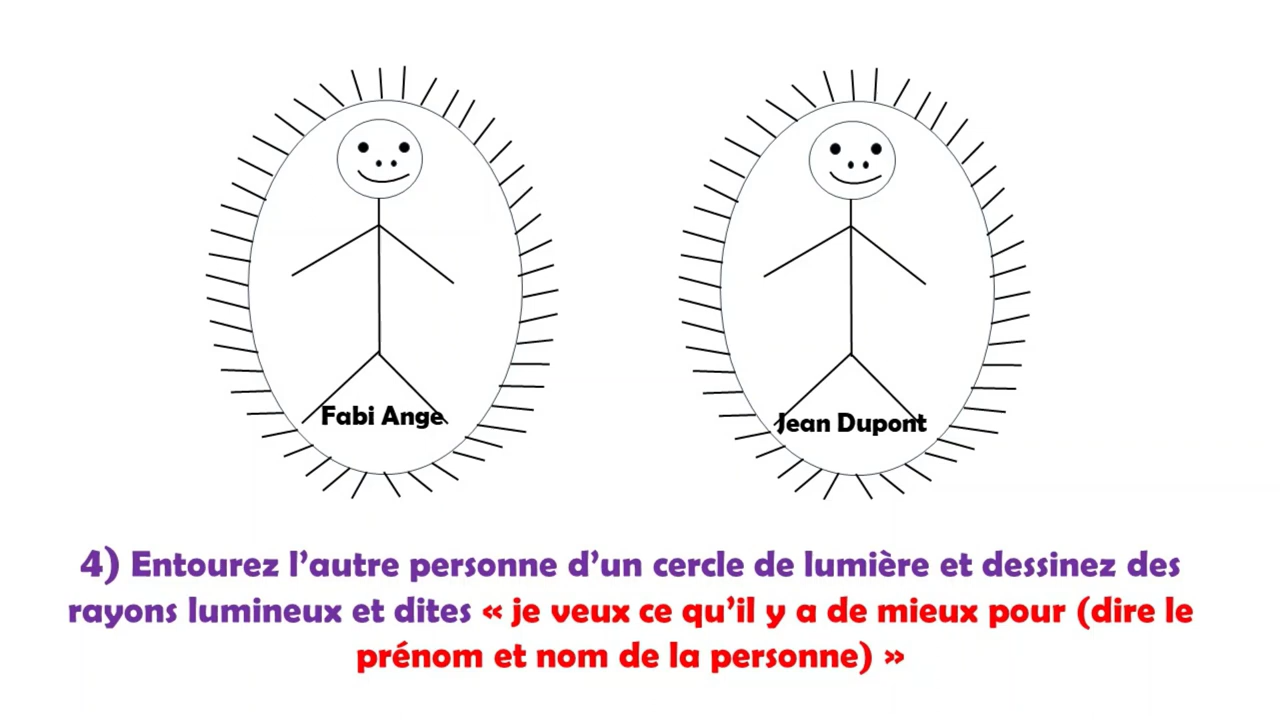 Fabi Ange
Jean Dupont
4) Entourez l’autre personne d’un cercle de lumière et dessinez des
rayons lumineux et dites « je veux ce qu’il y a de mieux pour (dire le
prénom et nom de la personne) »